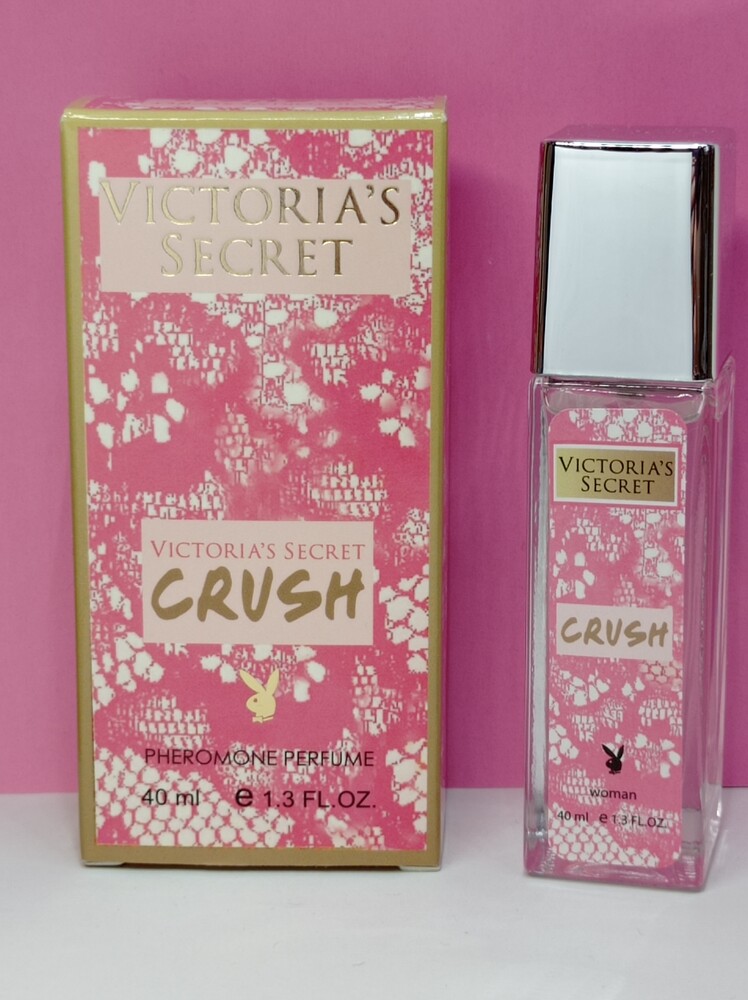 VICTORIA'S
SECRET
VICTORIA'S SECRET
CRUSH
PHEROMONE PERFUME
40 ml e 1.3 FL.OZ.
VICTORIA'S
SECRET
CRUSH
woman
40 ml e 1.3 FL.OZ.